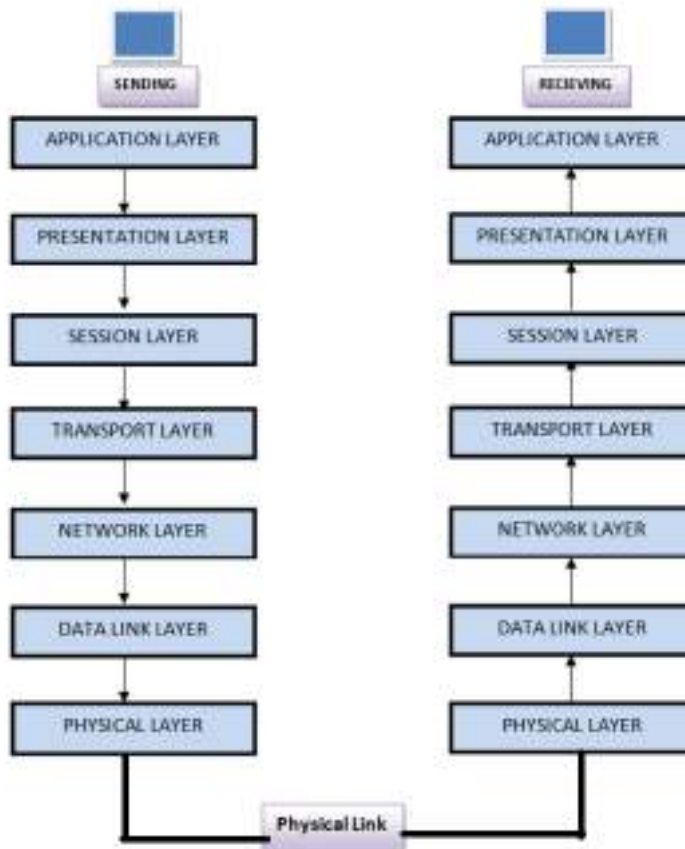 SENDING
RECIEVING
APPLICATION LAYER
APPLICATION LAYER
PRESENTATION LAYER
PRESENTATION LAYER
SESSION LAYER
SESSION LAYER
TRANSPORT LAYER
TRANSPORT LAYER
NETWORK LAYER
NETWORK LAYER
DATA LINK LAYER
DATA LINK LAYER
PHYSICAL LAYER
PHYSICAL LAYER
Physical Link